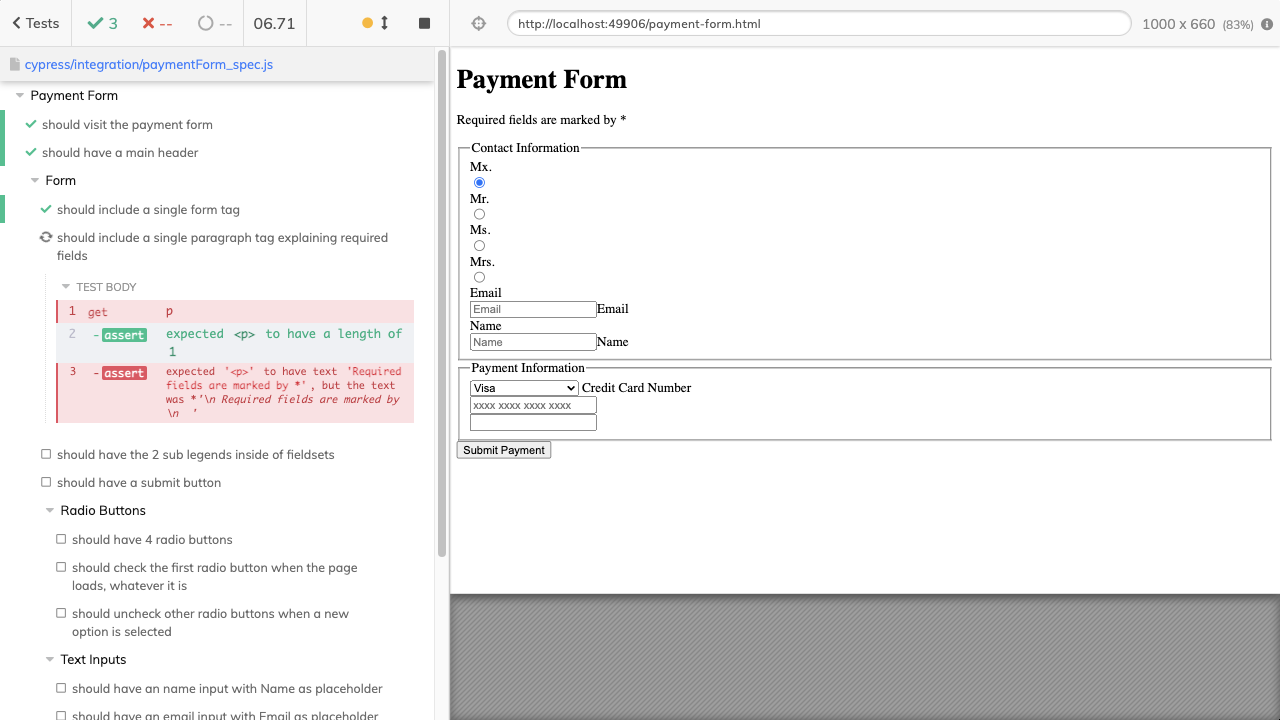 Tests
3
--
--
06.71
http://localhost:49906/payment-form.html
1000 x 660 (83%)
cypress/integration/paymentForm_spec.js
Payment Form
should visit the payment form
should have a main header
Form
should include a single form tag
should include a single paragraph tag explaining required
fields
TEST BODY
1 get p
2 -assert expected <p> to have a length of
1
3 -assert expected '<p>' to have text 'Required
fields are marked by *', but the text
was *'\n Required fields are marked by
\n '
should have the 2 sub legends inside of fieldsets
should have a submit button
Radio Buttons
should have 4 radio buttons
should check the first radio button when the page
loads, whatever it is
should uncheck other radio buttons when a new
option is selected
Text Inputs
should have an name input with Name as placeholder
should have an email input with Email as placeholder
Payment Form
Required fields are marked by *
Contact Information
Mx.
Mr.
Ms.
Mrs.
Email
Email Email
Name
Name Name
Payment Information
Visa Credit Card Number
xxxx xxxx xxxx xxxx
Submit Payment